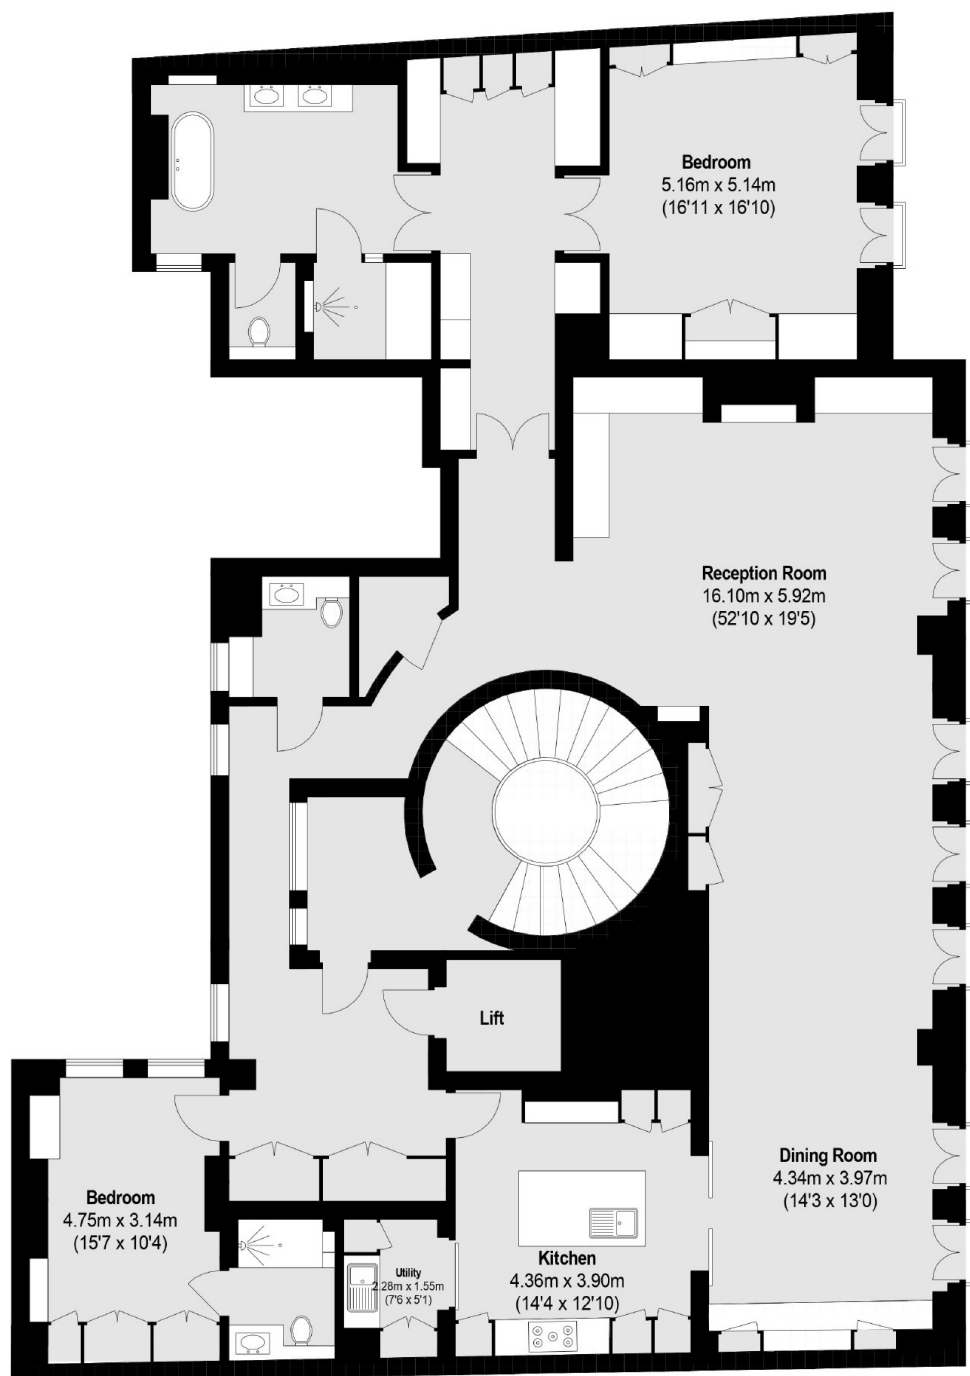 Bedroom
5.16m x 5.14m
(16'11 x 16'10)
Reception Room
16.10m x 5.92m
(52'10 x 19'5)
Lift
Dining Room
4.34m x 3.97m
(14'3 x 13'0)
Bedroom
4.75m x 3.14m
(15'7 x 10'4)
Kitchen
4.36m x 3.90m
(14'4 x 12'10)
Utility
2.28m x 1.55m
(7'6 x 5'1)